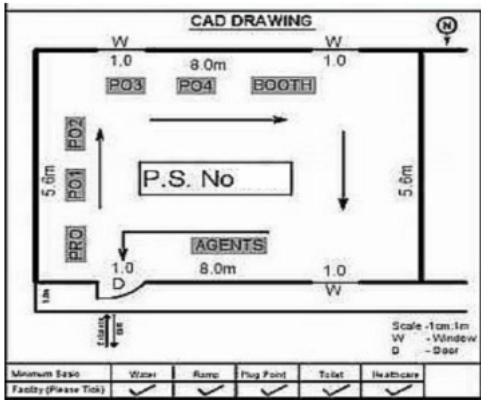 CAD DRAWING
N
W
W
1.0
8.0m
1.0
PO3
PO4
BOOTH
PO2
5.6m
PO1
PRO
P.S. No
5.6m
AGENTS
1.0
8.0m
1.0
D
W
Scale -1cm:1m
W - Window
D - Door
Minimum Basic
Water
Ramp
Plug Point
Toilet
Healthcare
Facility (Please Tick)